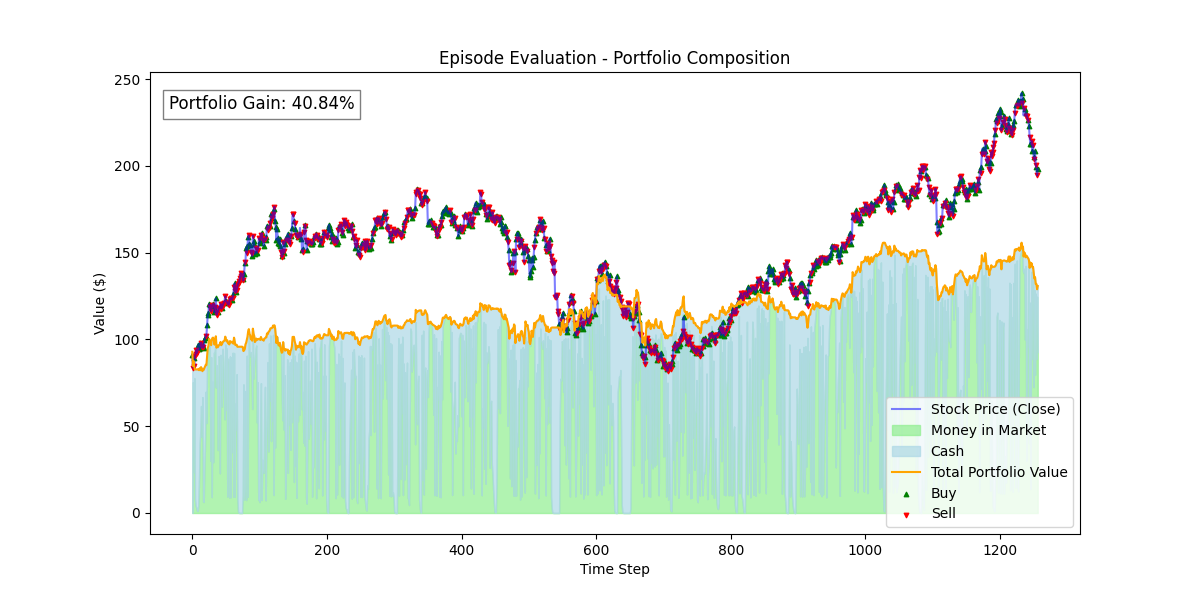 Episode Evaluation - Portfolio Composition
Portfolio Gain: 40.84%
Value ($)
250
200
150
100
50
0
0 200 400 600 800 1000 1200
Time Step
Stock Price (Close)
Money in Market
Cash
Total Portfolio Value
Buy
Sell